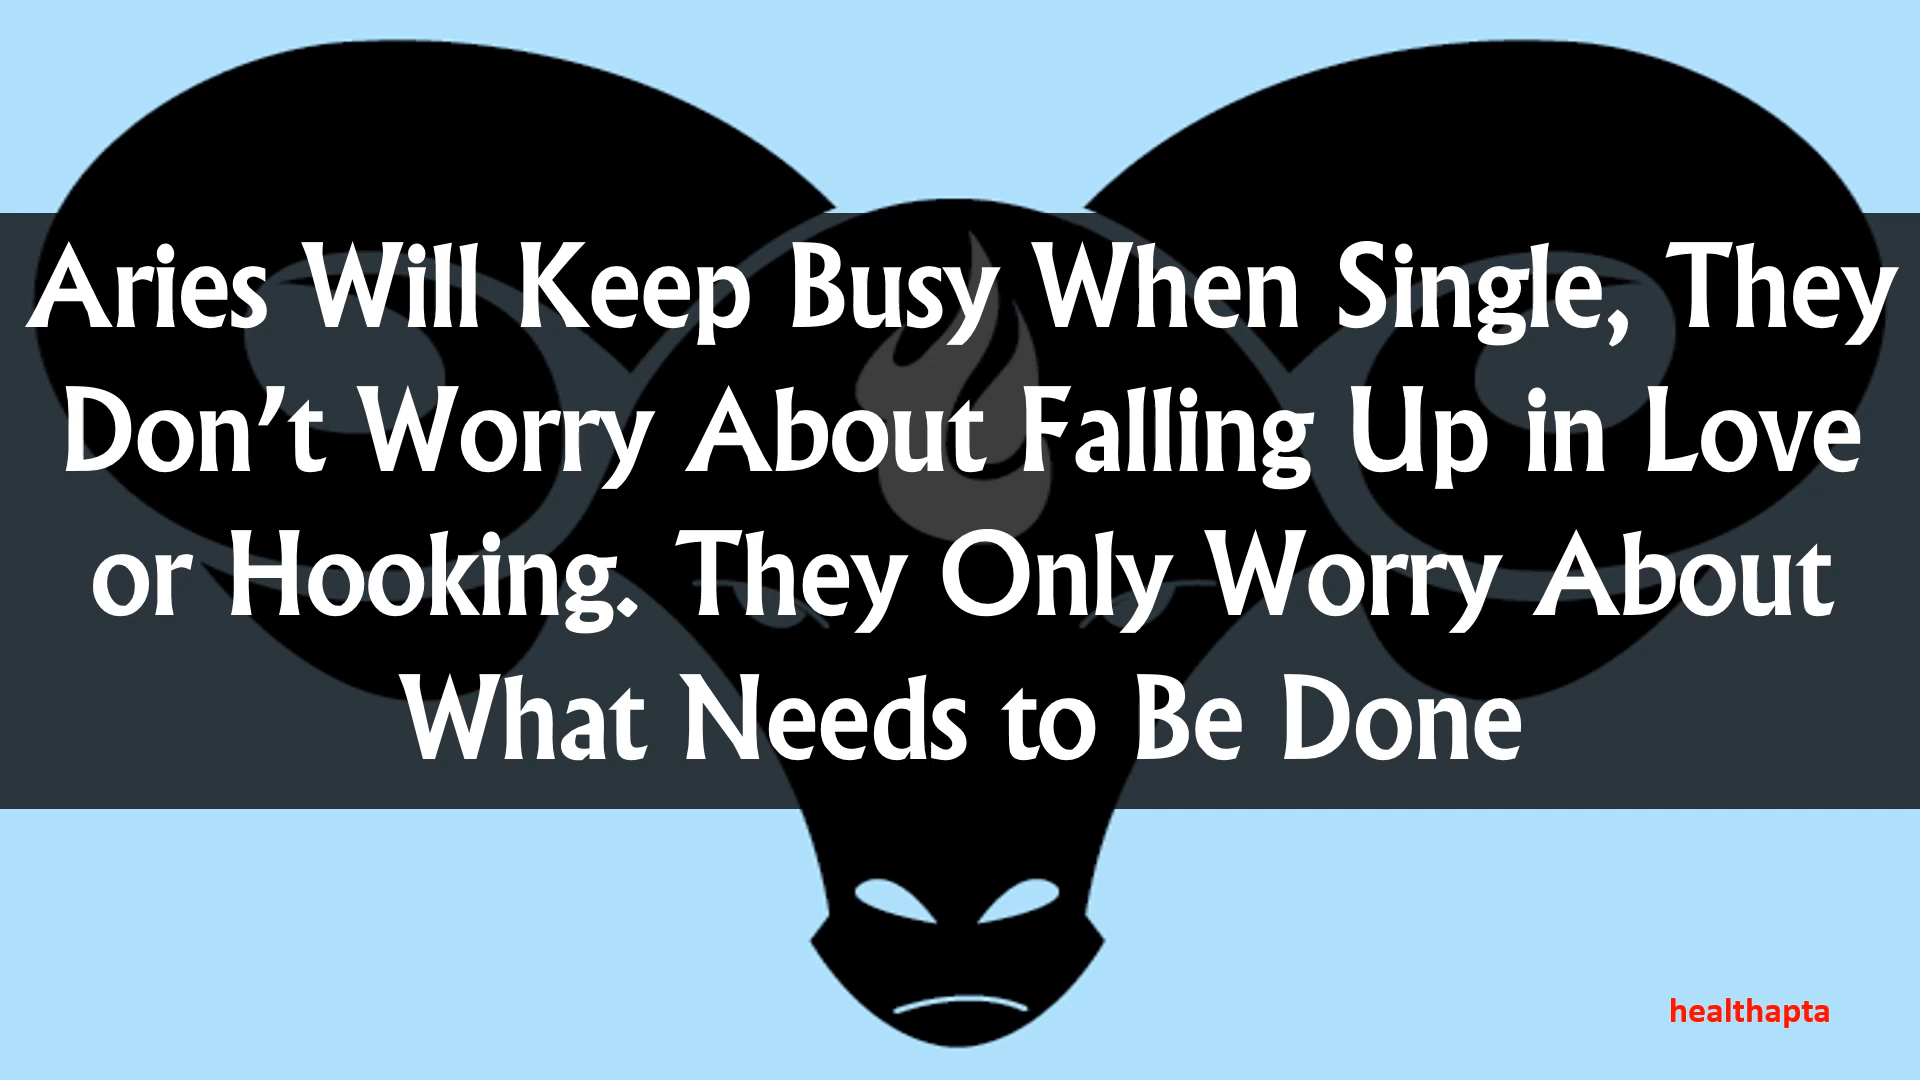 Aries Will Keep Busy When Single, They
Don’t Worry About Falling Up in Love
or Hooking. They Only Worry About
What Needs to Be Done
healthapta